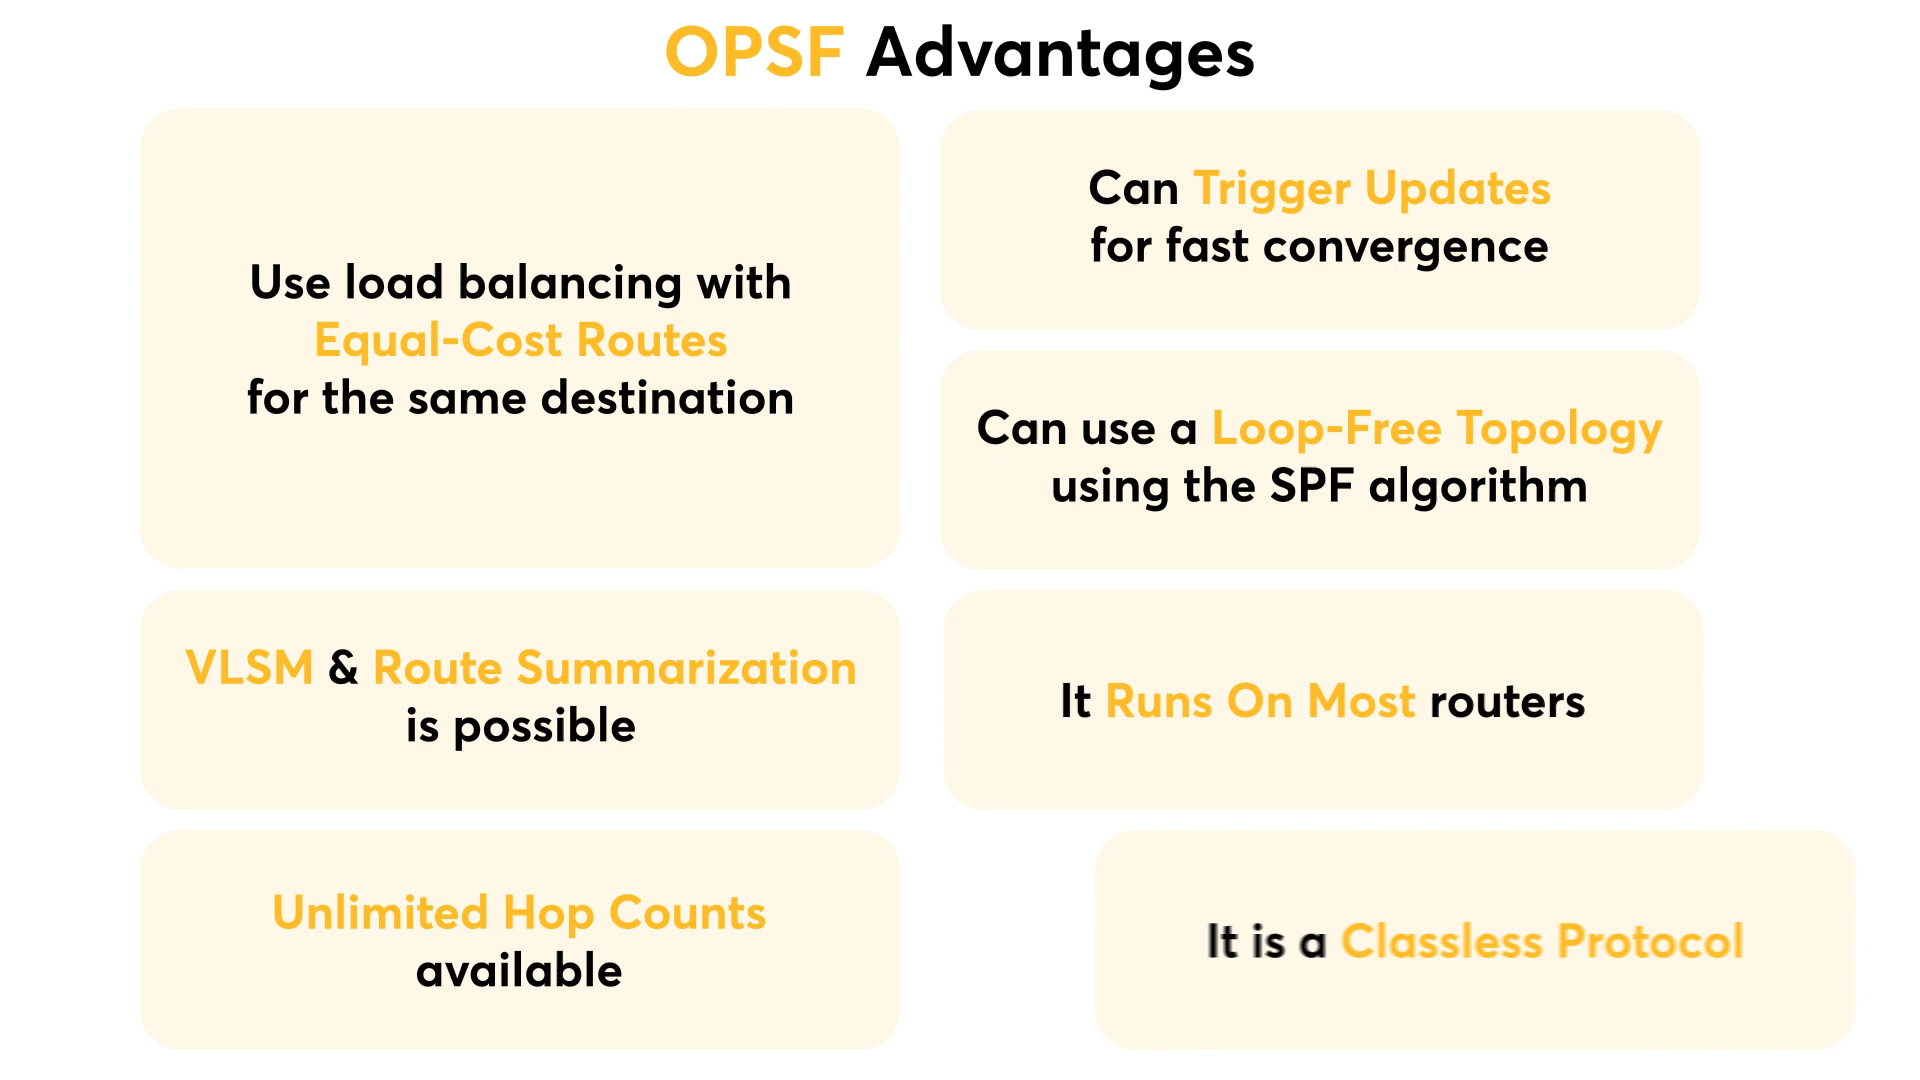 OPSF Advantages
Use load balancing with
Equal-Cost Routes
for the same destination
Can Trigger Updates
for fast convergence
Can use a Loop-Free Topology
using the SPF algorithm
VLSM & Route Summarization
is possible
It Runs On Most routers
Unlimited Hop Counts
available
It is a Classless Protocol